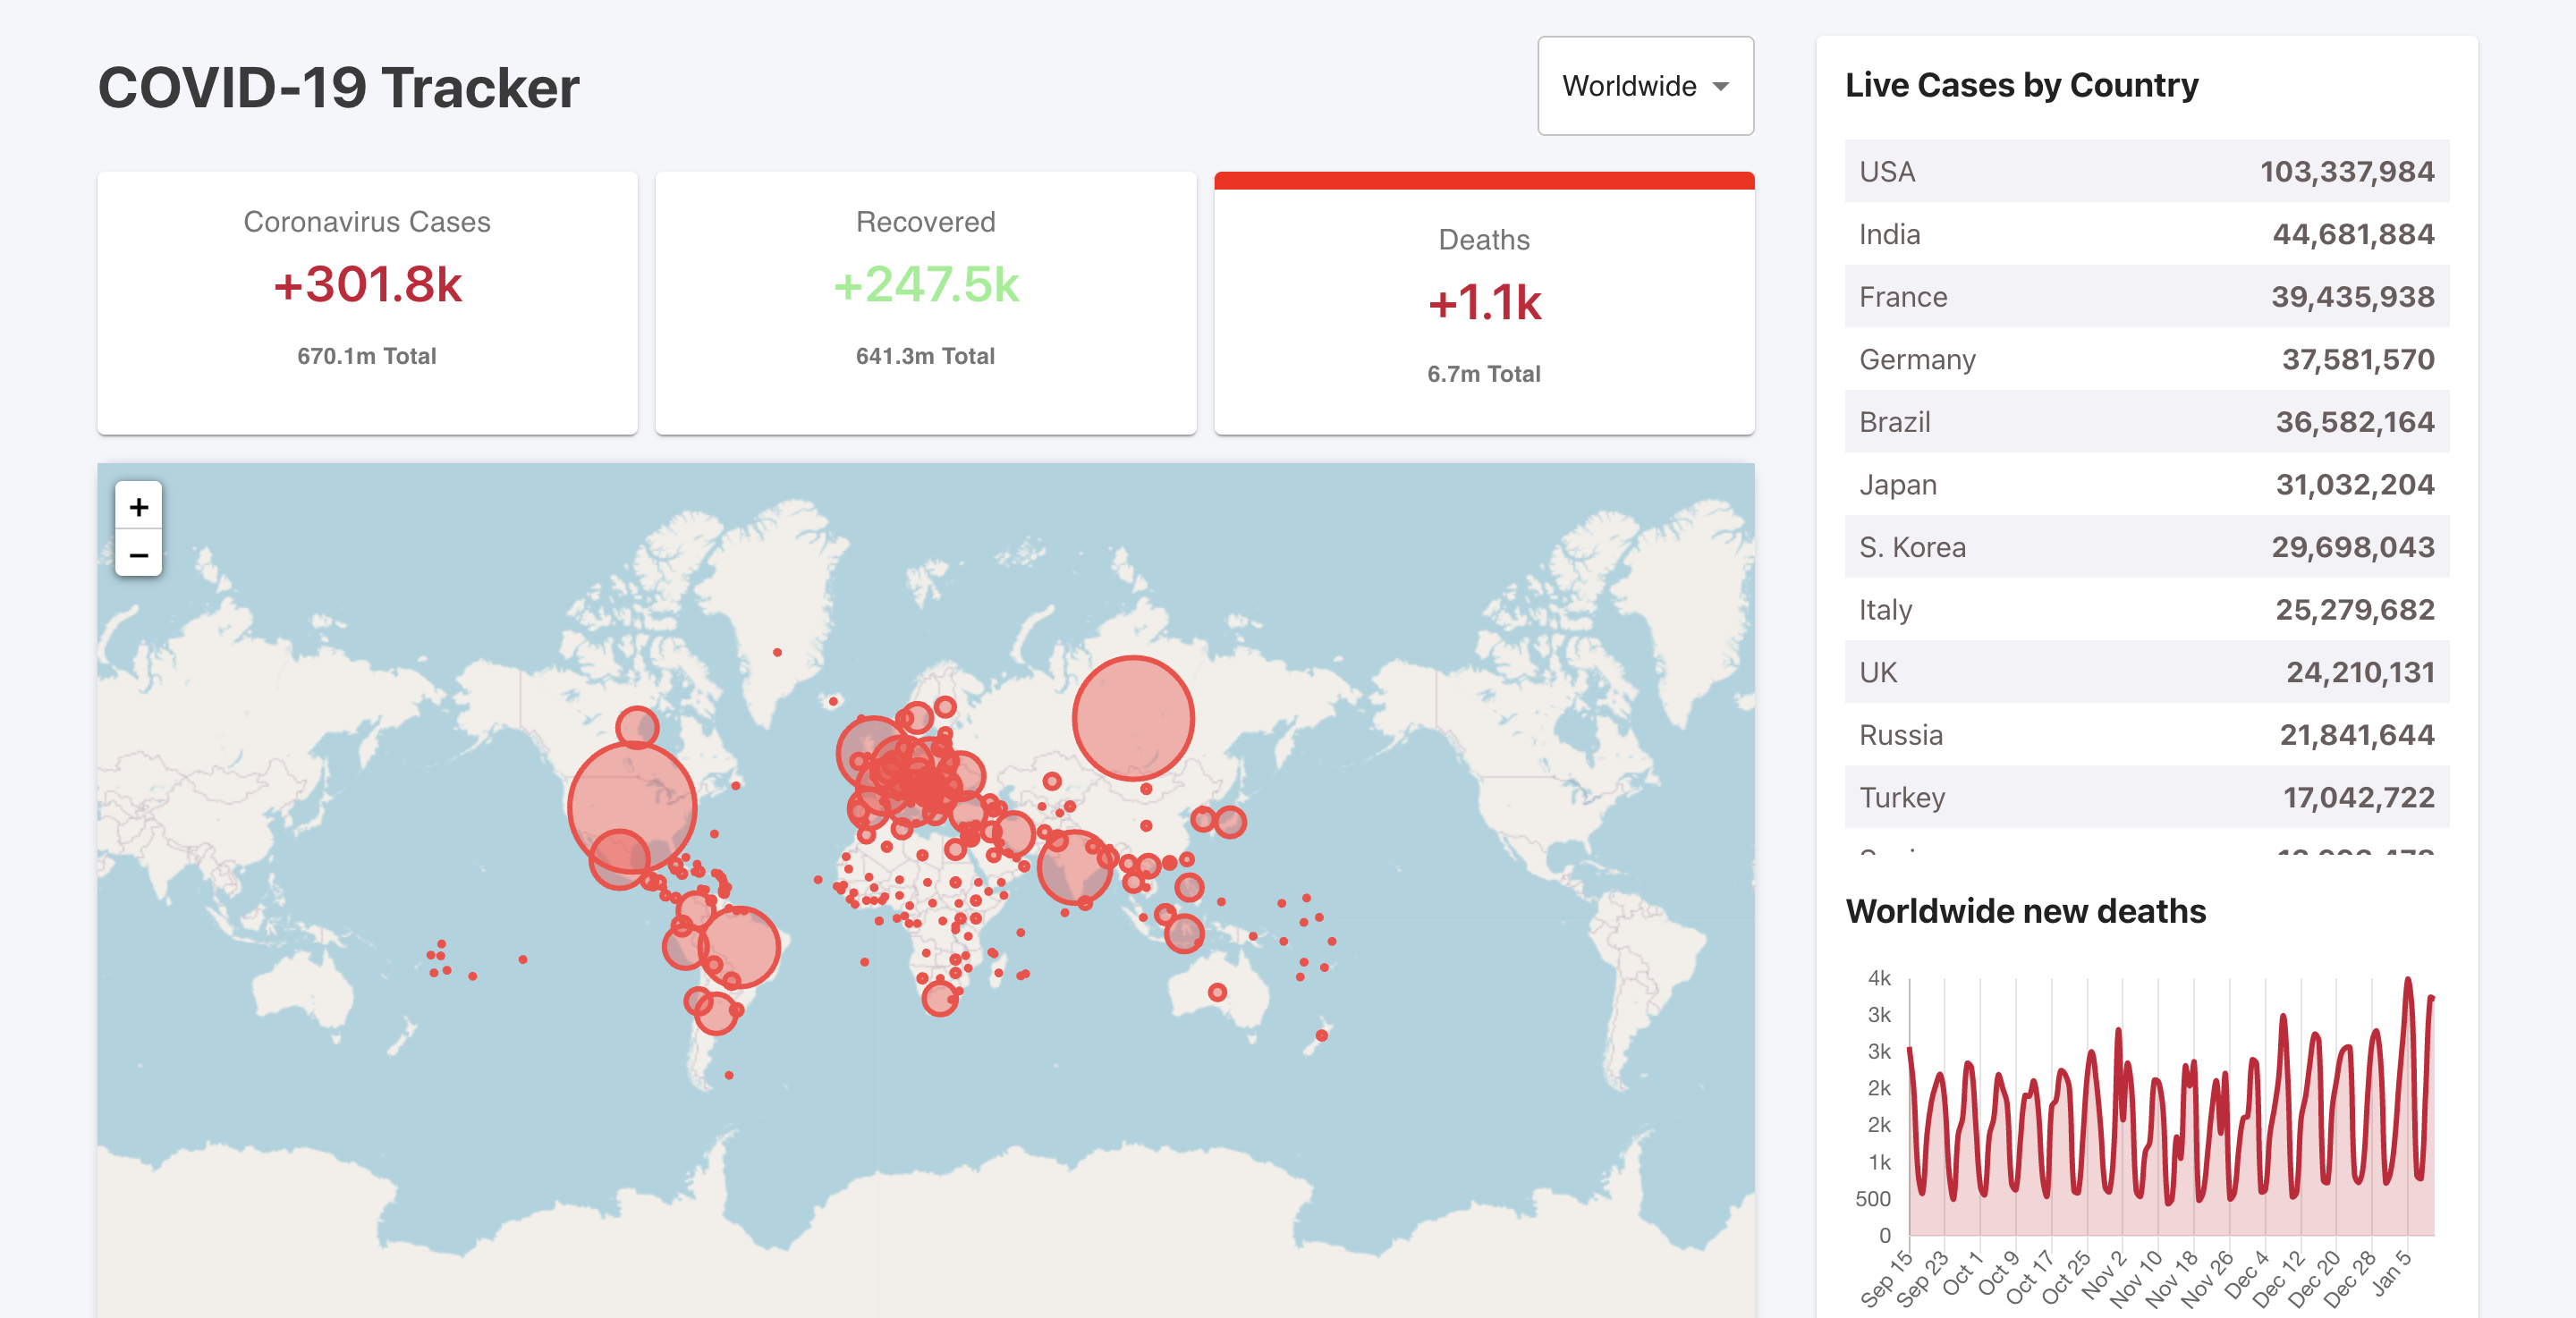 COVID-19 Tracker
Worldwide
Coronavirus Cases
+301.8k
670.1m Total
Recovered
+247.5k
641.3m Total
Deaths
+1.1k
6.7m Total
+
−
Live Cases by Country
USA 103,337,984
India 44,681,884
France 39,435,938
Germany 37,581,570
Brazil 36,582,164
Japan 31,032,204
S. Korea 29,698,043
Italy 25,279,682
UK 24,210,131
Russia 21,841,644
Turkey 17,042,722
Worldwide new deaths
4k
3k
3k
2k
2k
1k
500
0
Sep 15
Sep 23
Oct 1
Oct 9
Oct 17
Oct 25
Nov 2
Nov 10
Nov 18
Nov 26
Dec 4
Dec 12
Dec 20
Dec 28
Jan 5